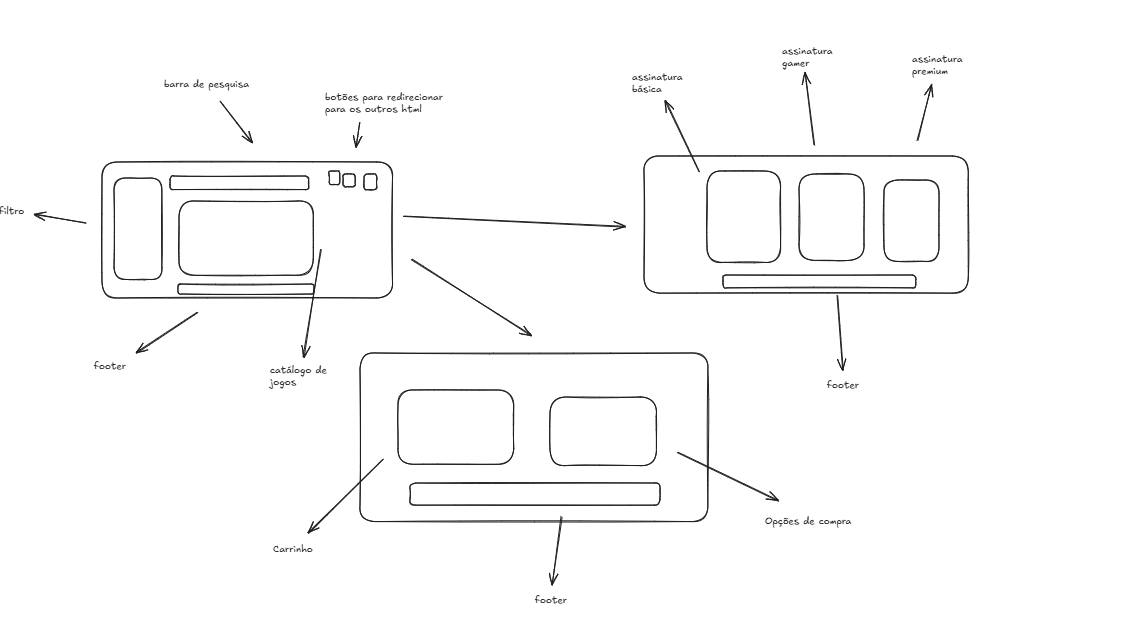 assinatura
gamer
assinatura
premium
assinatura
básica
barra de pesquisa
botões para redirecionar
para os outros html
filtro
footer
catálogo de
jogos
footer
Carrinho
Opções de compra
footer